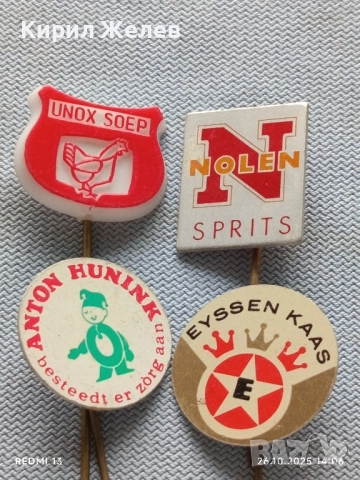 Кирил Желев
UNOX SOEP
N
NOLEN
SPRITS
ANTON HUNINK
besteedt er zòrg aan
EYSSEN KAAS
E
REDMI 13
26.10.2025 14:06